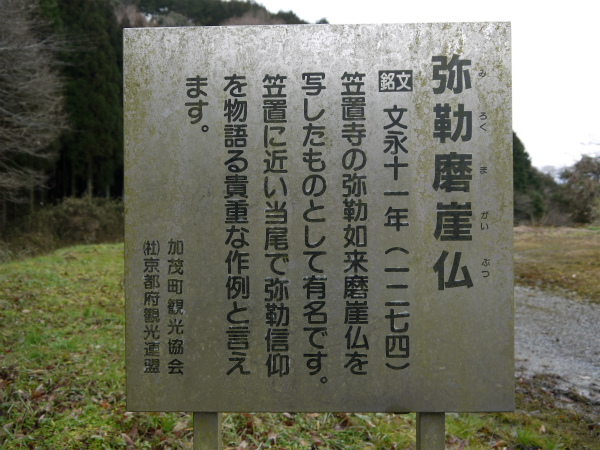 弥勒磨崖仏
み ろく ま がい ぶつ
銘文 文永十一年(一二七四)
笠置寺の弥勒如来磨崖仏を
写したものとして有名です。
笠置に近い当尾で弥勒信仰
を物語る貴重な作例と言え
ます。
加茂町観光協会
(社)京都府観光連盟